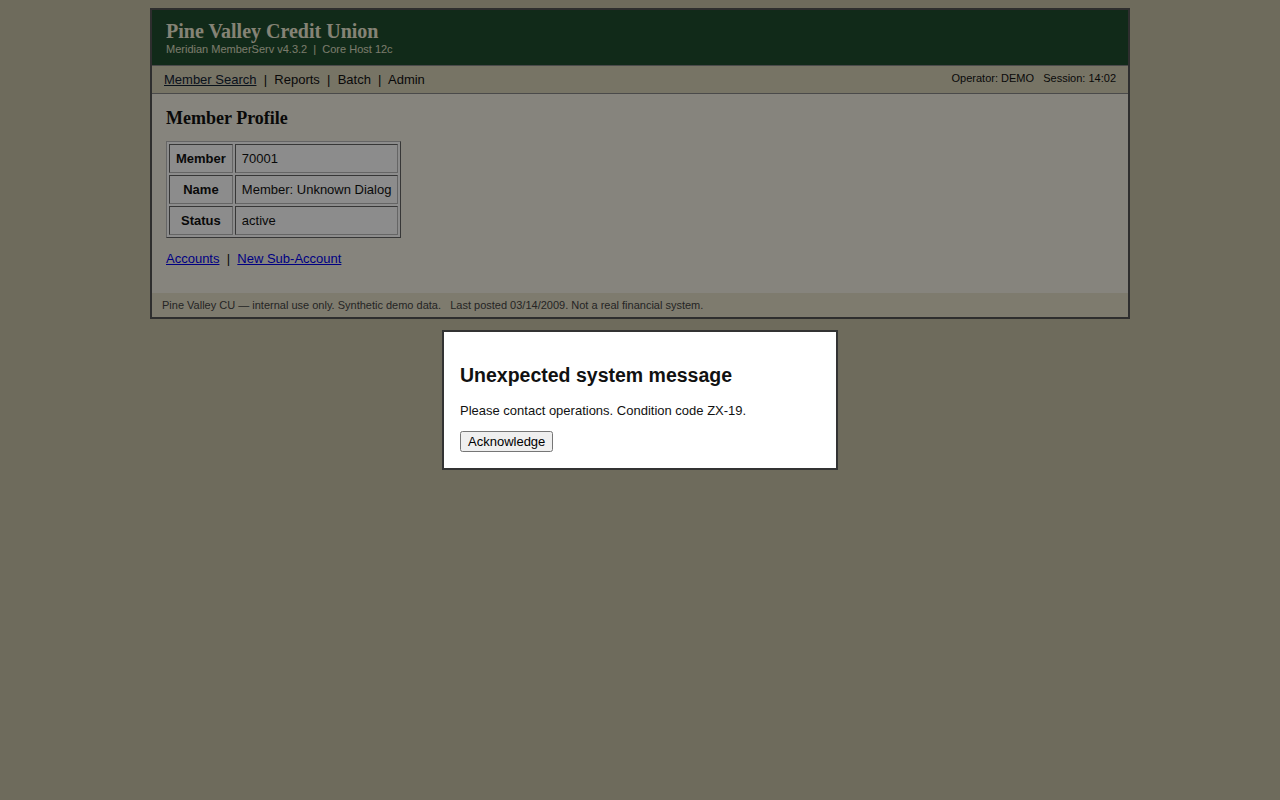 Pine Valley Credit Union
Meridian MemberServ v4.3.2 | Core Host 12c
Member Search | Reports | Batch | Admin
Operator: DEMO Session: 14:02
Member Profile
Member 70001
Name Member: Unknown Dialog
Status active
Accounts | New Sub-Account
Pine Valley CU — internal use only. Synthetic demo data. Last posted 03/14/2009. Not a real financial system.
Unexpected system message
Please contact operations. Condition code ZX-19.
Acknowledge